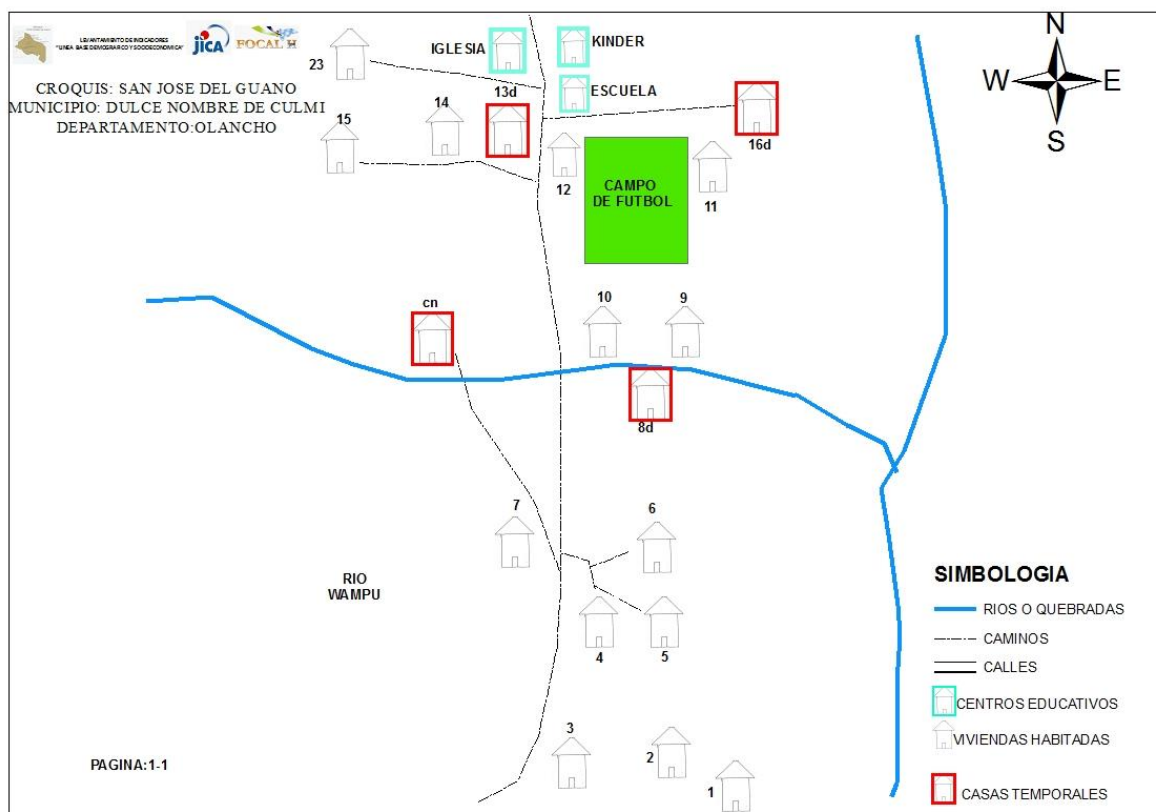 LEVANTAMIENTO DE INDICADORES
"LINEA BASE DEMOGRAFICO Y SOCIOECONOMICA"
JICA
FOCAL II
CROQUIS: SAN JOSE DEL GUANO
MUNICIPIO: DULCE NOMBRE DE CULMI
DEPARTAMENTO:OLANCHO
23
IGLESIA
KINDER
ESCUELA
N
W
E
S
13d
14
15
16d
12
CAMPO
DE FUTBOL
11
cn
10
9
8d
7
6
RIO
WAMPU
4
5
3
2
1
PAGINA:1-1
SIMBOLOGIA
RIOS O QUEBRADAS
CAMINOS
CALLES
CENTROS EDUCATIVOS
VIVIENDAS HABITADAS
CASAS TEMPORALES